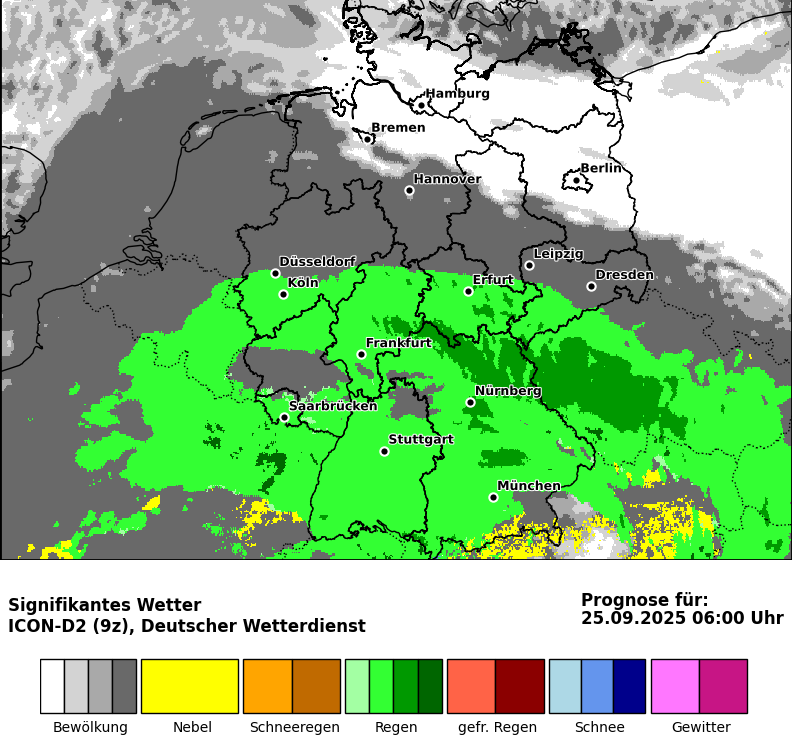 Hamburg
Bremen
Berlin
Hannover
Leipzig
Düsseldorf
Dresden
Köln
Erfurt
Frankfurt
Nürnberg
Saarbrücken
Stuttgart
München
Signifikantes Wetter
ICON-D2 (9z), Deutscher Wetterdienst
Prognose für:
25.09.2025 06:00 Uhr
Bewölkung
Nebel
Schneeregen
Regen
gefr. Regen
Schnee
Gewitter